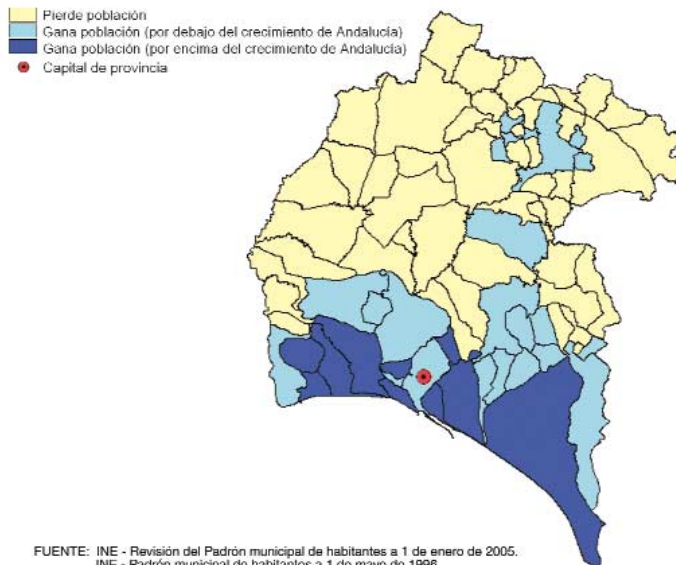 Pierde población
Gana población (por debajo del crecimiento de Andalucía)
Gana población (por encima del crecimiento de Andalucía)
Capital de provincia
FUENTE: INE - Revisión del Padrón municipal de habitantes a 1 de enero de 2005.
INE - Padrón municipal de habitantes a 1 de mayo de 1996